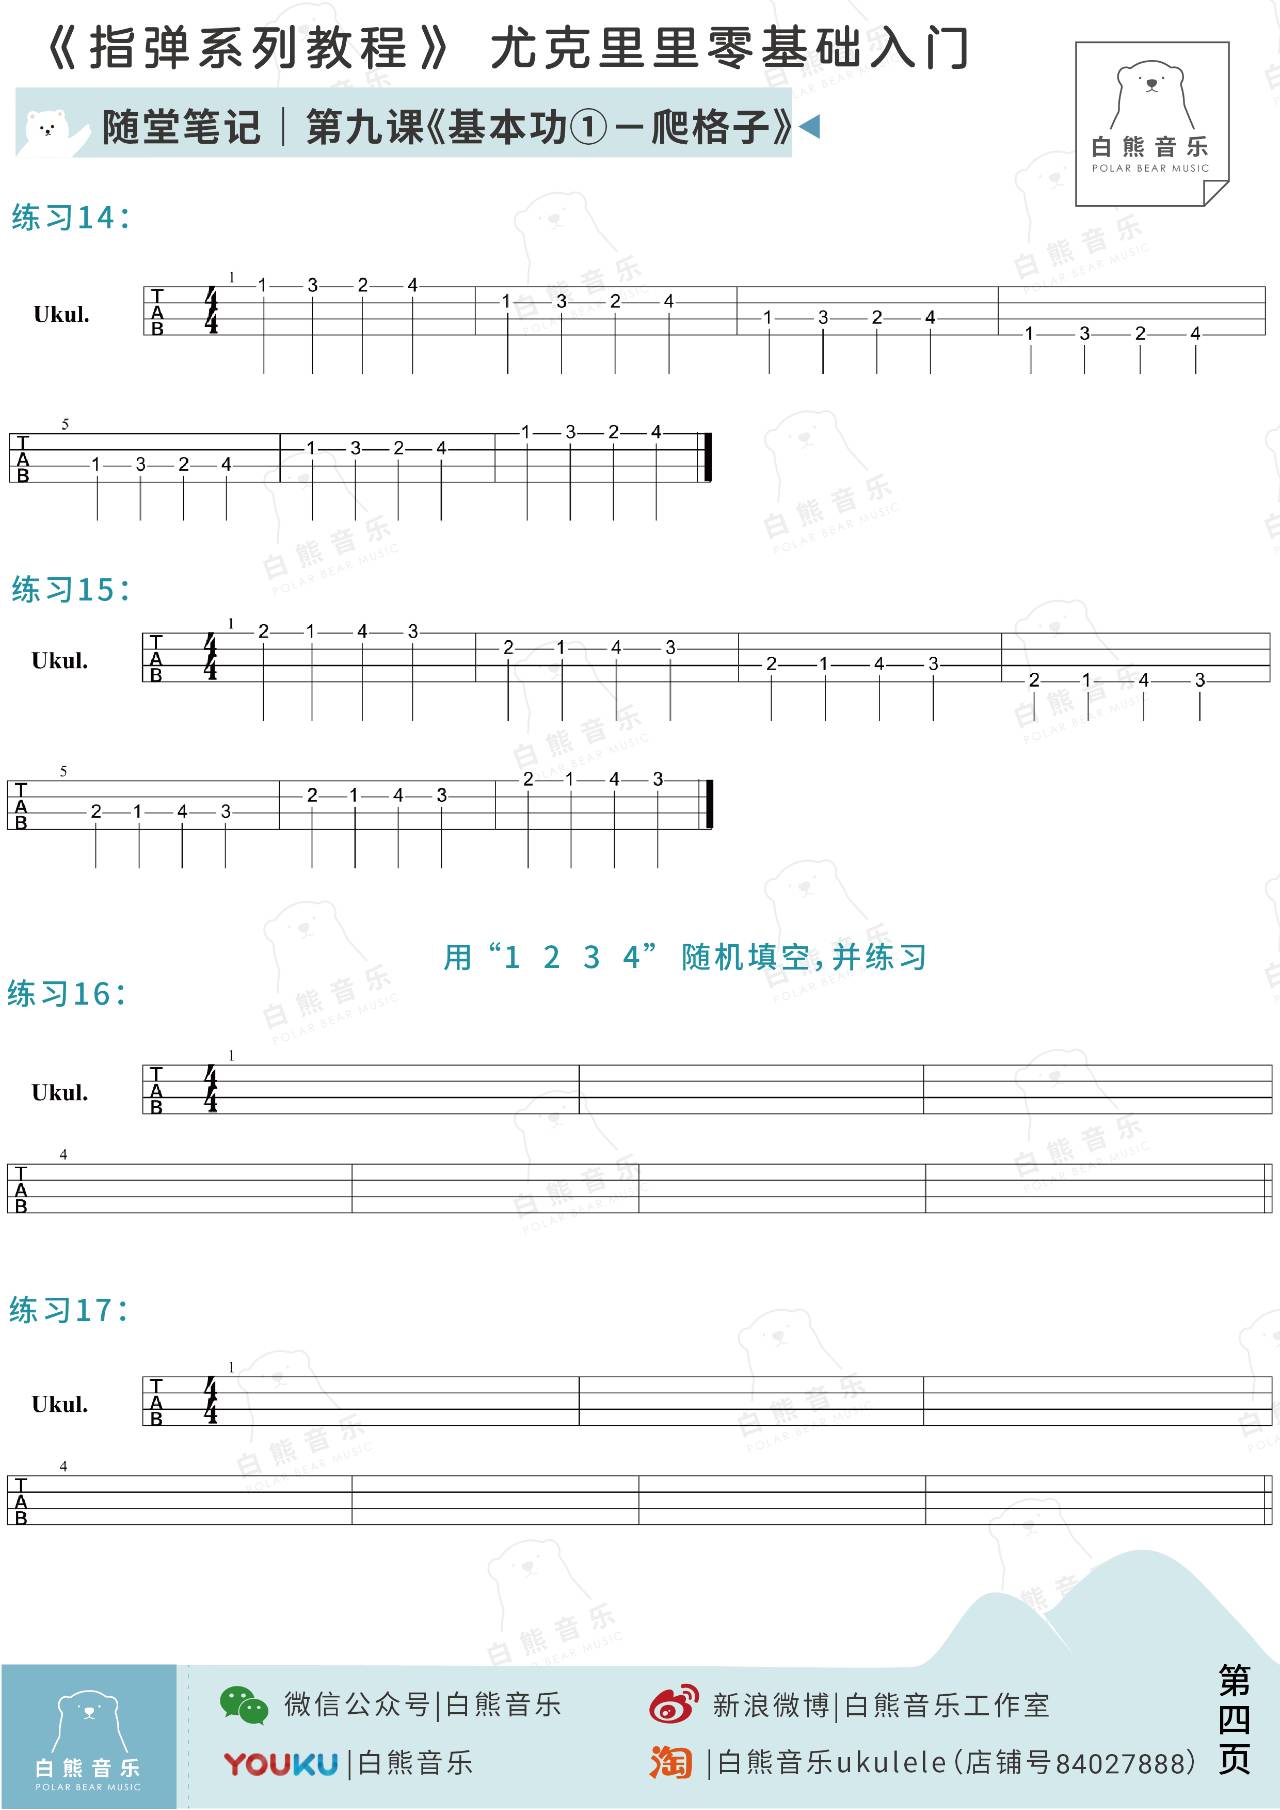 《指弹系列教程》 尤克里里零基础入门
随堂笔记｜第九课《基本功①－爬格子》
白熊音乐
POLAR BEAR MUSIC
练习14：
1
Ukul.
TAB 4/4 1 3 2 4 1 3 2 4 1 3 2 4 1 3 2 4
5
TAB 1 3 2 4 1 3 2 4 1 3 2 4
练习15：
1
Ukul.
TAB 4/4 2 1 4 3 2 1 4 3 2 1 4 3 2 1 4 3
5
TAB 2 1 4 3 2 1 4 3 2 1 4 3
用“1 2 3 4” 随机填空，并练习
练习16：
1
Ukul.
TAB 4/4
4
TAB
练习17：
1
Ukul.
TAB 4/4
4
TAB
白熊音乐
POLAR BEAR MUSIC
微信公众号|白熊音乐
新浪微博|白熊音乐工作室
YOUKU|白熊音乐
淘|白熊音乐ukulele（店铺号84027888）
第四页